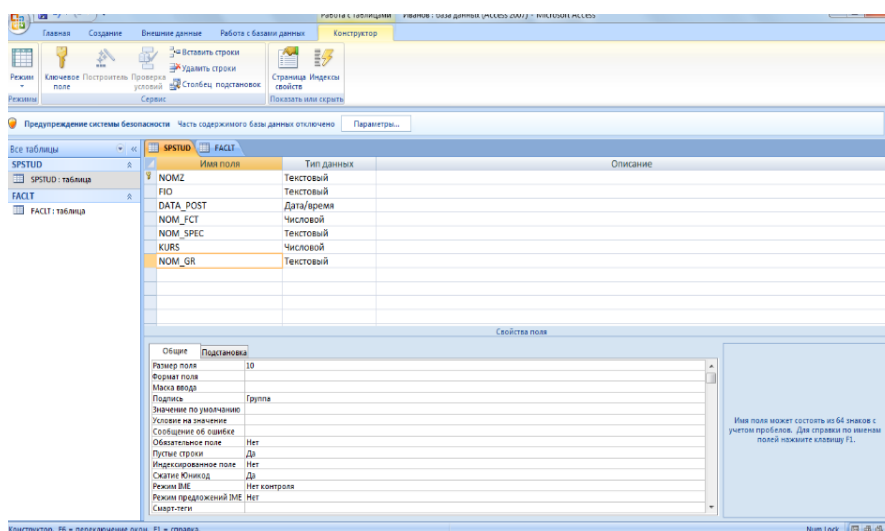 Работа с таблицами Иванов : база данных (Access 2007) - Microsoft Access
Главная Создание Внешние данные Работа с базами данных Конструктор
Режим
Ключевое поле
Построитель
Проверка условий
Вставить строки
Удалить строки
Столбец подстановок
Страница свойств
Индексы
Режимы Сервис Показать или скрыть
Предупреждение системы безопасности Часть содержимого базы данных отключено Параметры...
Все таблицы
SPSTUD
SPSTUD : таблица
FACLT
FACLT : таблица
SPSTUD FACLT
Имя поля Тип данных Описание
NOMZ Текстовый
FIO Текстовый
DATA_POST Дата/время
NOM_FCT Числовой
NOM_SPEC Текстовый
KURS Числовой
NOM_GR Текстовый
Свойства поля
Общие Подстановка
Размер поля 10
Формат поля
Маска ввода
Подпись Группа
Значение по умолчанию
Условие на значение
Сообщение об ошибке
Обязательное поле Нет
Пустые строки Да
Индексированное поле Нет
Сжатие Юникод Да
Режим IME Нет контроля
Режим предложений IME Нет
Смарт-теги
Имя поля может состоять из 64 знаков с
учетом пробелов. Для справки по именам
полей нажмите клавишу F1.
Конструктор. F6 = переключение окон. F1 = справка. Num Lock